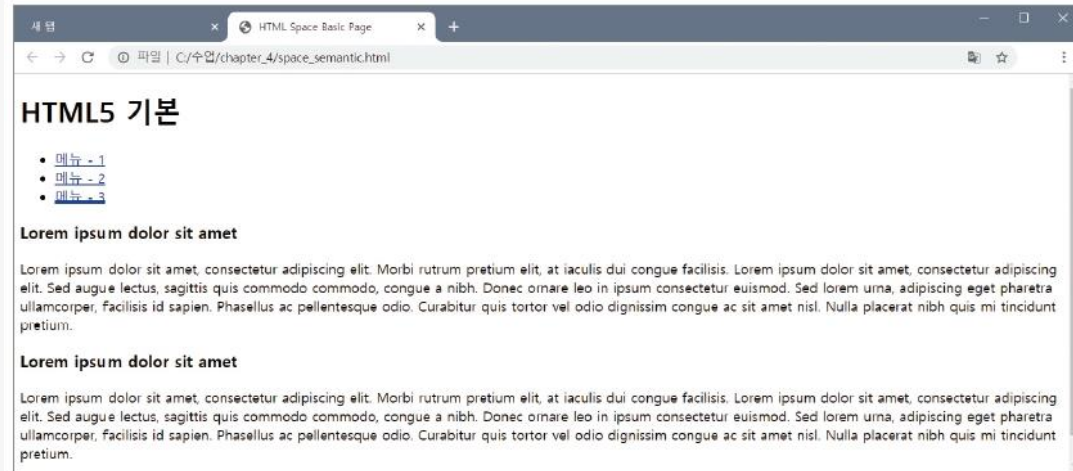 새 탭
HTML Space Basic Page
파일 | C:/수업/chapter_4/space_semantic.html
HTML5 기본
메뉴 - 1
메뉴 - 2
메뉴 - 3
Lorem ipsum dolor sit amet
Lorem ipsum dolor sit amet, consectetur adipiscing elit. Morbi rutrum pretium elit, at iaculis dui congue facilisis. Lorem ipsum dolor sit amet, consectetur adipiscing
elit. Sed augue lectus, sagittis quis commodo commodo, congue a nibh. Donec ornare leo in ipsum consectetur euismod. Sed lorem urna, adipiscing eget pharetra
ullamcorper, facilisis id sapien. Phasellus ac pellentesque odio. Curabitur quis tortor vel odio dignissim congue ac sit amet nisl. Nulla placerat nibh quis mi tincidunt
pretium.
Lorem ipsum dolor sit amet
Lorem ipsum dolor sit amet, consectetur adipiscing elit. Morbi rutrum pretium elit, at iaculis dui congue facilisis. Lorem ipsum dolor sit amet, consectetur adipiscing
elit. Sed augue lectus, sagittis quis commodo commodo, congue a nibh. Donec ornare leo in ipsum consectetur euismod. Sed lorem urna, adipiscing eget pharetra
ullamcorper, facilisis id sapien. Phasellus ac pellentesque odio. Curabitur quis tortor vel odio dignissim congue ac sit amet nisl. Nulla placerat nibh quis mi tincidunt
pretium.